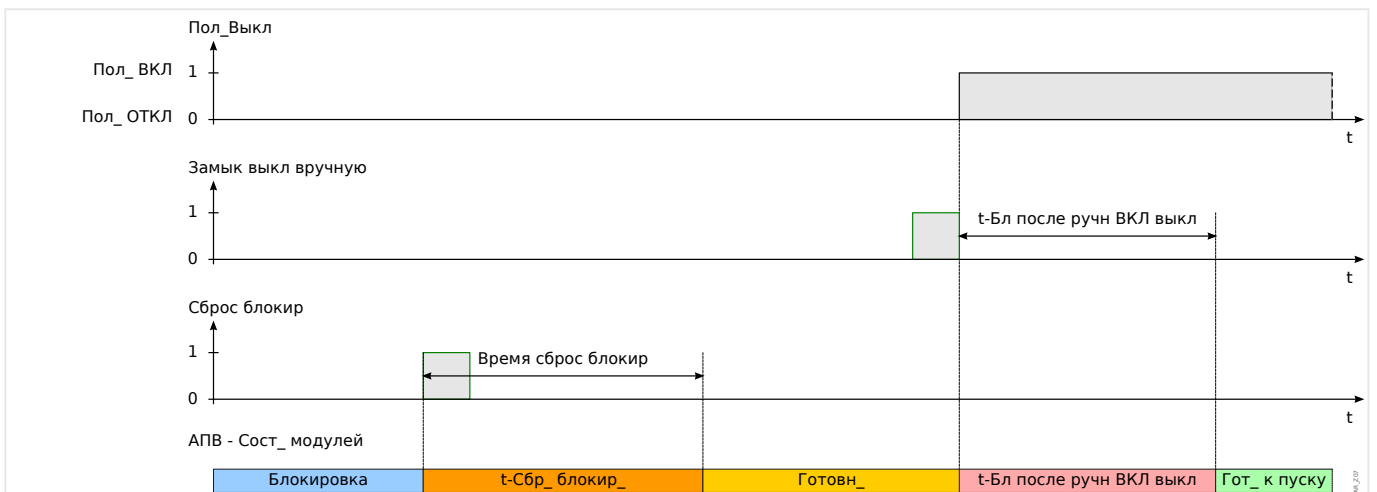 Пол_Выкл
Пол_ ВКЛ 1
Пол_ ОТКЛ 0
t
Замык выкл вручную
1
t-Бл после ручн ВКЛ выкл
0
t
Сброс блокир
1
Время сброс блокир
0
t
АПВ - Сост_ модулей
Блокировка t-Сбр_ блокир_ Готовн_ t-Бл после ручн ВКЛ выкл Гот_ к пуску